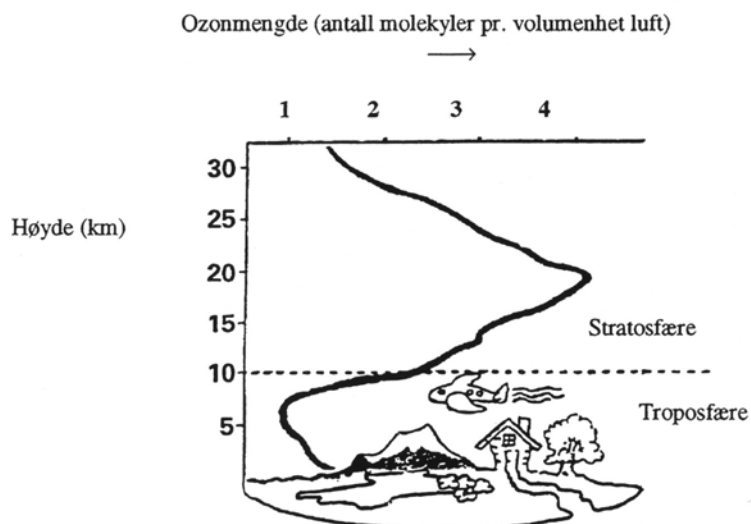 Ozonmengde (antall molekyler pr. volumenhet luft)
1 2 3 4
30
Høyde (km)
25
20
15
Stratosfære
10
Troposfære
5